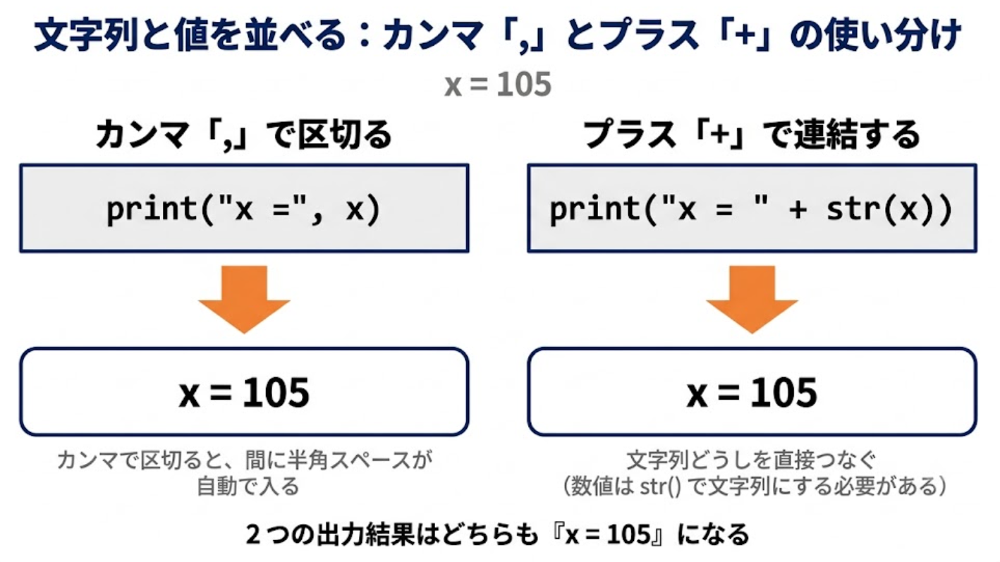 文字列と値を並べる：カンマ「,」とプラス「+」の使い分け
x = 105
カンマ「,」で区切る
print("x =", x)
x = 105
カンマで区切ると、間に半角スペースが
自動で入る
プラス「+」で連結する
print("x = " + str(x))
x = 105
文字列どうしを直接つなぐ
（数値は str() で文字列にする必要がある）
2 つの出力結果はどちらも『x = 105』になる